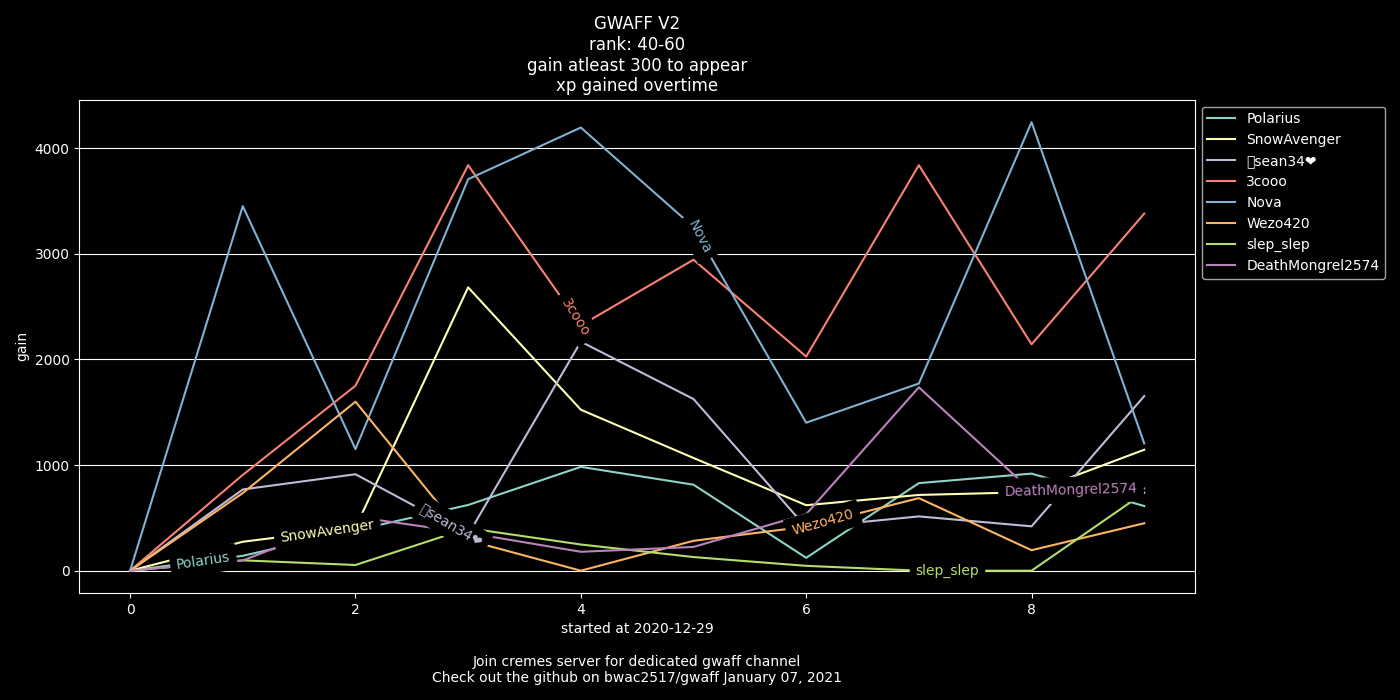 GWAFF V2
rank: 40-60
gain atleast 300 to appear
xp gained overtime
gain
4000
3000
2000
1000
0
0
2
4
6
8
started at 2020-12-29
Polarius
SnowAvenger
sean34❤
3cooo
Nova
Wezo420
slep_slep
DeathMongrel2574
Polarius
SnowAvenger
sean34❤
3cooo
Nova
Wezo420
slep_slep
DeathMongrel2574
Join cremes server for dedicated gwaff channel
Check out the github on bwac2517/gwaff January 07, 2021